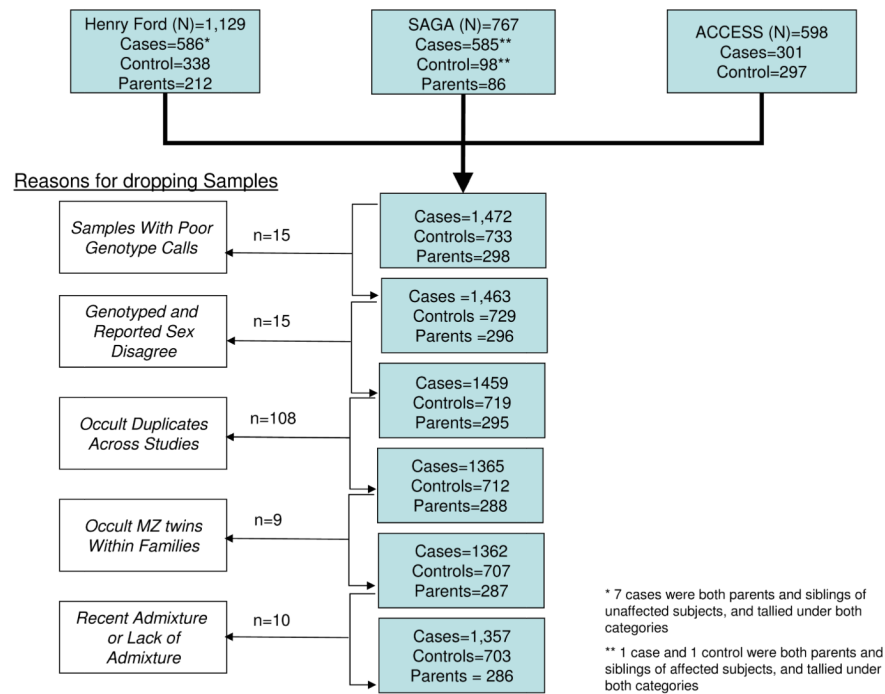 Henry Ford (N)=1,129
Cases=586*
Control=338
Parents=212
SAGA (N)=767
Cases=585**
Control=98**
Parents=86
ACCESS (N)=598
Cases=301
Control=297
Reasons for dropping Samples
Samples With Poor
Genotype Calls
n=15
Cases=1,472
Controls=733
Parents=298
Genotyped and
Reported Sex
Disagree
n=15
Cases =1,463
Controls =729
Parents =296
Occult Duplicates
Across Studies
n=108
Cases=1459
Controls=719
Parents=295
Occult MZ twins
Within Families
n=9
Cases=1365
Controls=712
Parents=288
Recent Admixture
or Lack of
Admixture
n=10
Cases=1362
Controls=707
Parents=287
Cases=1,357
Controls=703
Parents = 286
* 7 cases were both parents and siblings of
unaffected subjects, and tallied under both
categories
** 1 case and 1 control were both parents and
siblings of affected subjects, and tallied under
both categories